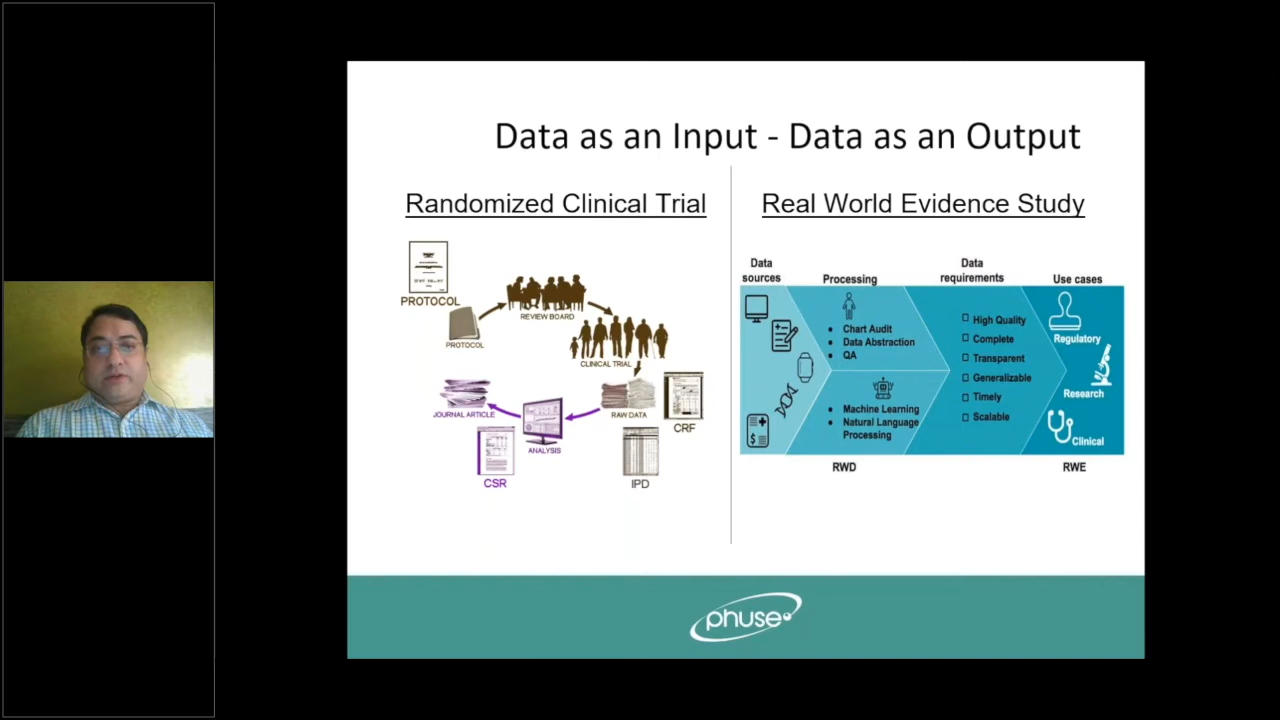 Data as an Input - Data as an Output
Randomized Clinical Trial
PROTOCOL
PROTOCOL
REVIEW BOARD
CLINICAL TRIAL
RAW DATA
CRF
IPD
ANALYSIS
CSR
JOURNAL ARTICLE
Real World Evidence Study
Data
sources
Processing
Data
requirements
Use cases
• Chart Audit
• Data Abstraction
• QA
• Machine Learning
• Natural Language
Processing
High Quality
Complete
Transparent
Generalizable
Timely
Scalable
Regulatory
Research
Clinical
RWD
RWE
phuse